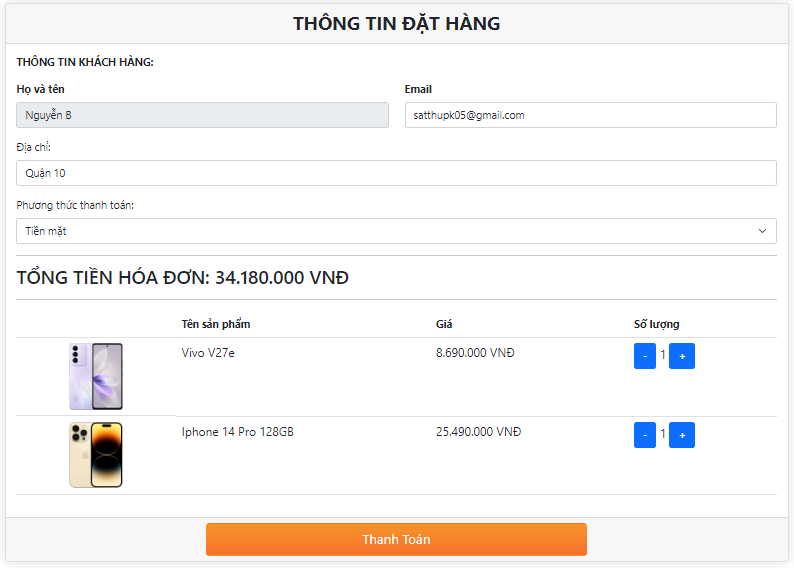 THÔNG TIN ĐẶT HÀNG
THÔNG TIN KHÁCH HÀNG:
Họ và tên Email
Nguyễn B satthupk05@gmail.com
Địa chỉ:
Quận 10
Phương thức thanh toán:
Tiền mặt
TỔNG TIỀN HÓA ĐƠN: 34.180.000 VNĐ
Tên sản phẩm Giá Số lượng
Vivo V27e 8.690.000 VNĐ - 1 +
Iphone 14 Pro 128GB 25.490.000 VNĐ - 1 +
Thanh Toán